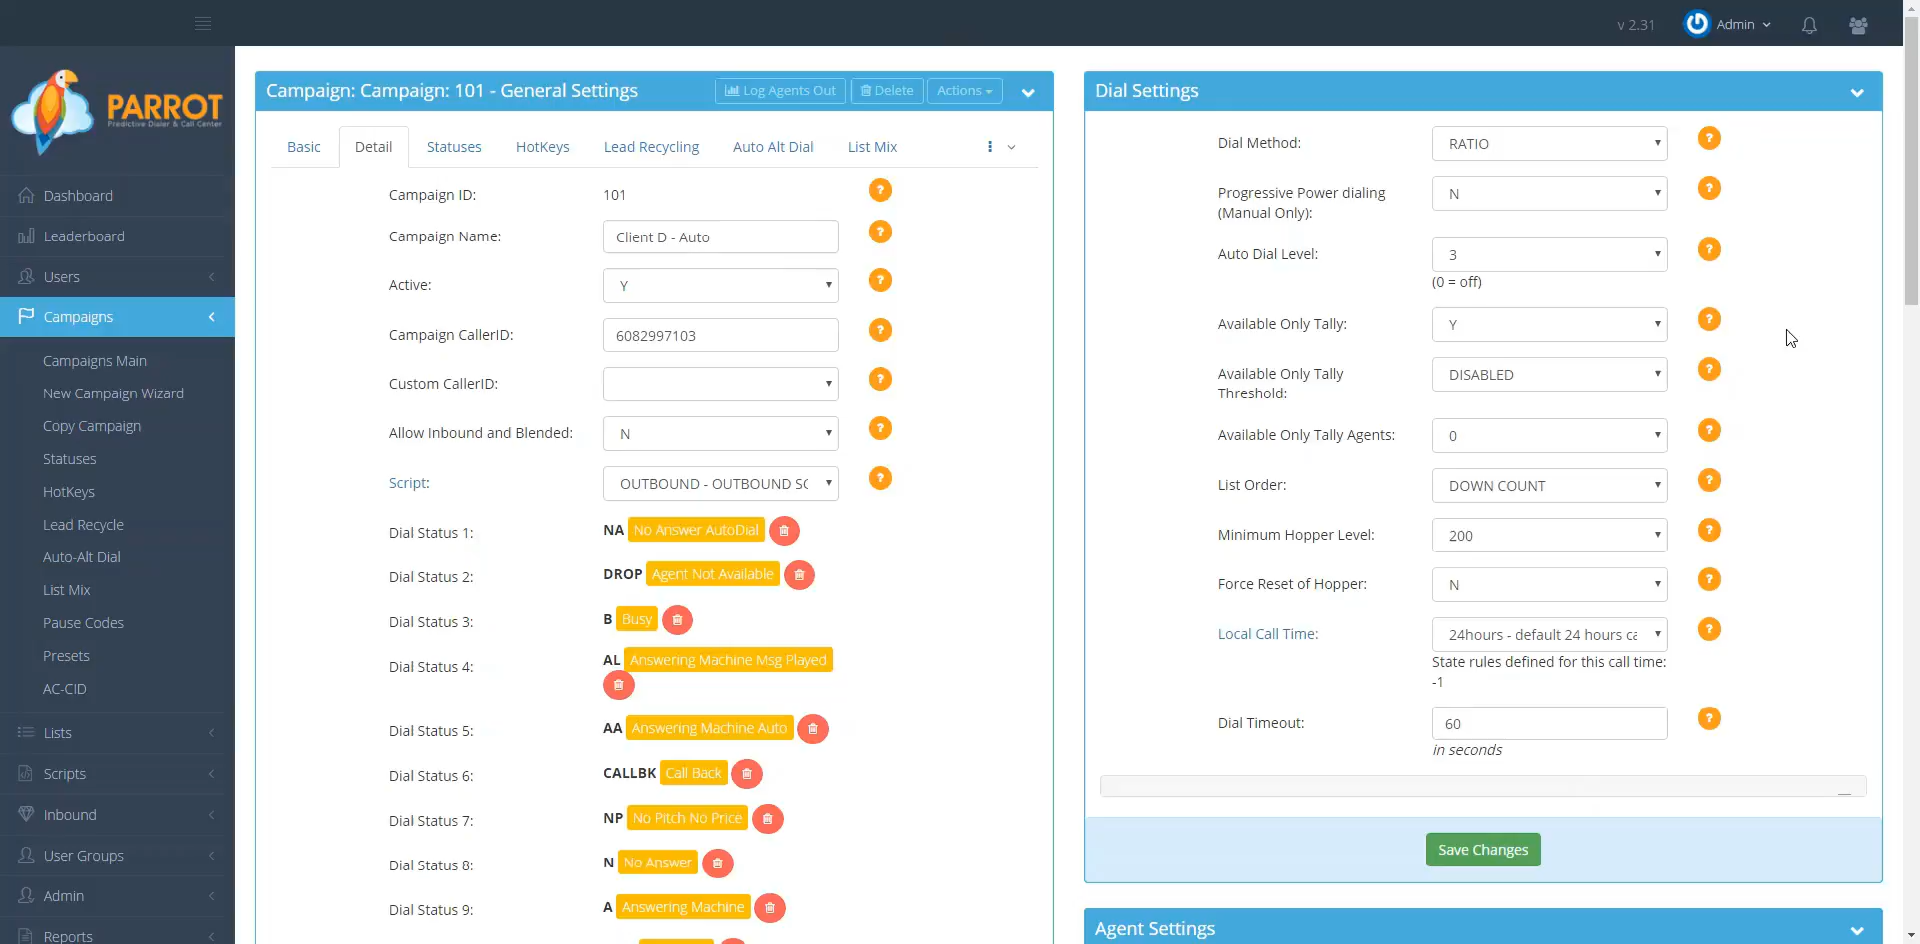 v 2.31
Admin
PARROT
Predictive Dialer & Call Center
Dashboard
Leaderboard
Users
Campaigns
Campaigns Main
New Campaign Wizard
Copy Campaign
Statuses
HotKeys
Lead Recycle
Auto-Alt Dial
List Mix
Pause Codes
Presets
AC-CID
Lists
Scripts
Inbound
User Groups
Admin
Reports
Campaign: Campaign: 101 - General Settings
Log Agents Out
Delete
Actions
Basic
Detail
Statuses
HotKeys
Lead Recycling
Auto Alt Dial
List Mix
Campaign ID: 101 ?
Campaign Name: Client D - Auto ?
Active: Y ?
Campaign CallerID: 6082997103 ?
Custom CallerID: ?
Allow Inbound and Blended: N ?
Script: OUTBOUND - OUTBOUND SC ?
Dial Status 1: NA No Answer AutoDial
Dial Status 2: DROP Agent Not Available
Dial Status 3: B Busy
Dial Status 4: AL Answering Machine Msg Played
Dial Status 5: AA Answering Machine Auto
Dial Status 6: CALLBK Call Back
Dial Status 7: NP No Pitch No Price
Dial Status 8: N No Answer
Dial Status 9: A Answering Machine
Dial Settings
Dial Method: RATIO ?
Progressive Power dialing
(Manual Only): N ?
Auto Dial Level: 3 ?
(0 = off)
Available Only Tally: Y ?
Available Only Tally
Threshold: DISABLED ?
Available Only Tally Agents: 0 ?
List Order: DOWN COUNT ?
Minimum Hopper Level: 200 ?
Force Reset of Hopper: N ?
Local Call Time: 24hours - default 24 hours ca ?
State rules defined for this call time:
-1
Dial Timeout: 60 ?
in seconds
Save Changes
Agent Settings